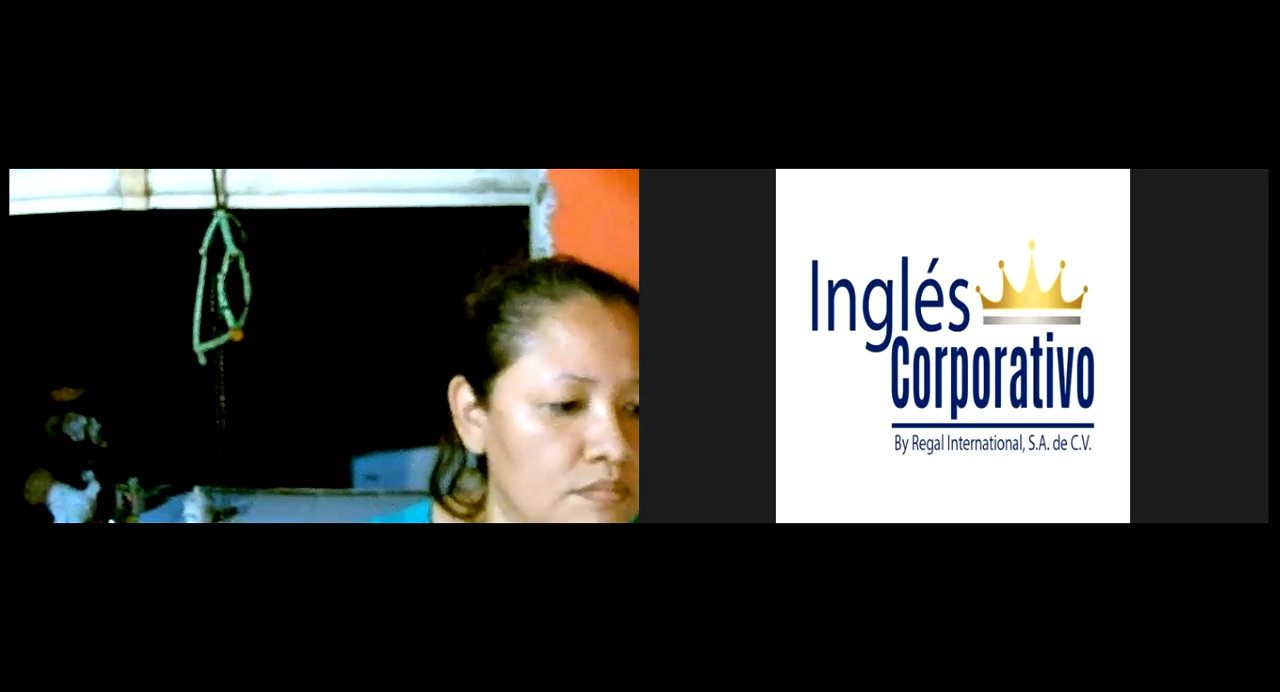 Inglés
Corporativo
By Regal International, S.A. de C.V.